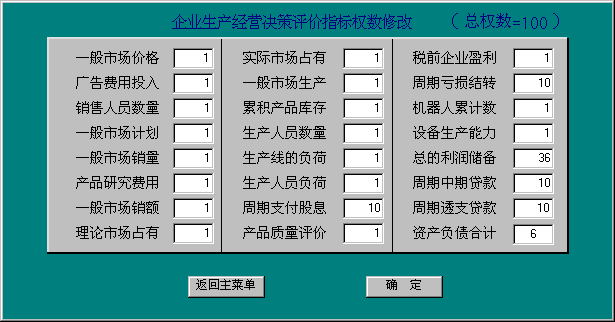 企业生产经营决策评价指标权数修改 （总权数=100）
一般市场价格 1 实际市场占有 1 税前企业盈利 1
广告费用投入 1 一般市场生产 1 周期亏损结转 10
销售人员数量 1 累积产品库存 1 机器人累计数 1
一般市场计划 1 生产人员数量 1 设备生产能力 1
一般市场销量 1 生产线的负荷 1 总的利润储备 36
产品研究费用 1 生产人员负荷 1 周期中期贷款 10
一般市场销额 1 周期支付股息 10 周期透支贷款 10
理论市场占有 1 产品质量评价 1 资产负债合计 6
返回主菜单 确 定